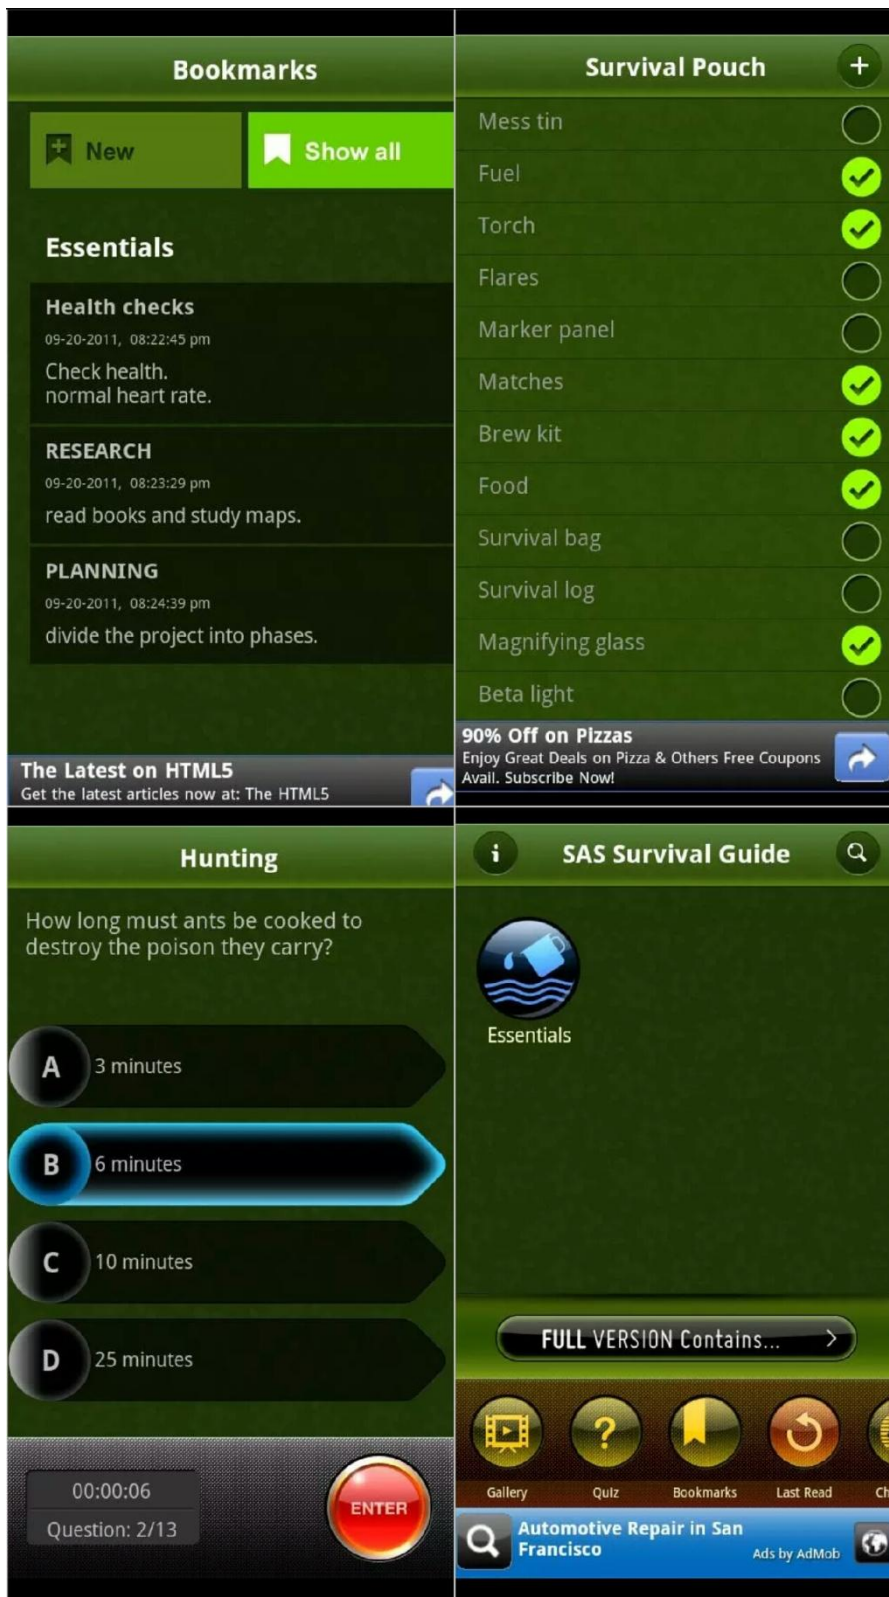 Bookmarks
New
Show all
Essentials
Health checks
09-20-2011, 08:22:45 pm
Check health.
normal heart rate.
RESEARCH
09-20-2011, 08:23:29 pm
read books and study maps.
PLANNING
09-20-2011, 08:24:39 pm
divide the project into phases.
The Latest on HTML5
Get the latest articles now at: The HTML5
Survival Pouch
+
Mess tin
Fuel
Torch
Flares
Marker panel
Matches
Brew kit
Food
Survival bag
Survival log
Magnifying glass
Beta light
90% Off on Pizzas
Enjoy Great Deals on Pizza & Others Free Coupons
Avail. Subscribe Now!
Hunting
How long must ants be cooked to
destroy the poison they carry?
A 3 minutes
B 6 minutes
C 10 minutes
D 25 minutes
00:00:06
Question: 2/13
ENTER
i SAS Survival Guide
Essentials
FULL VERSION Contains...
?
Gallery Quiz Bookmarks Last Read Ch
Automotive Repair in San
Francisco
Ads by AdMob